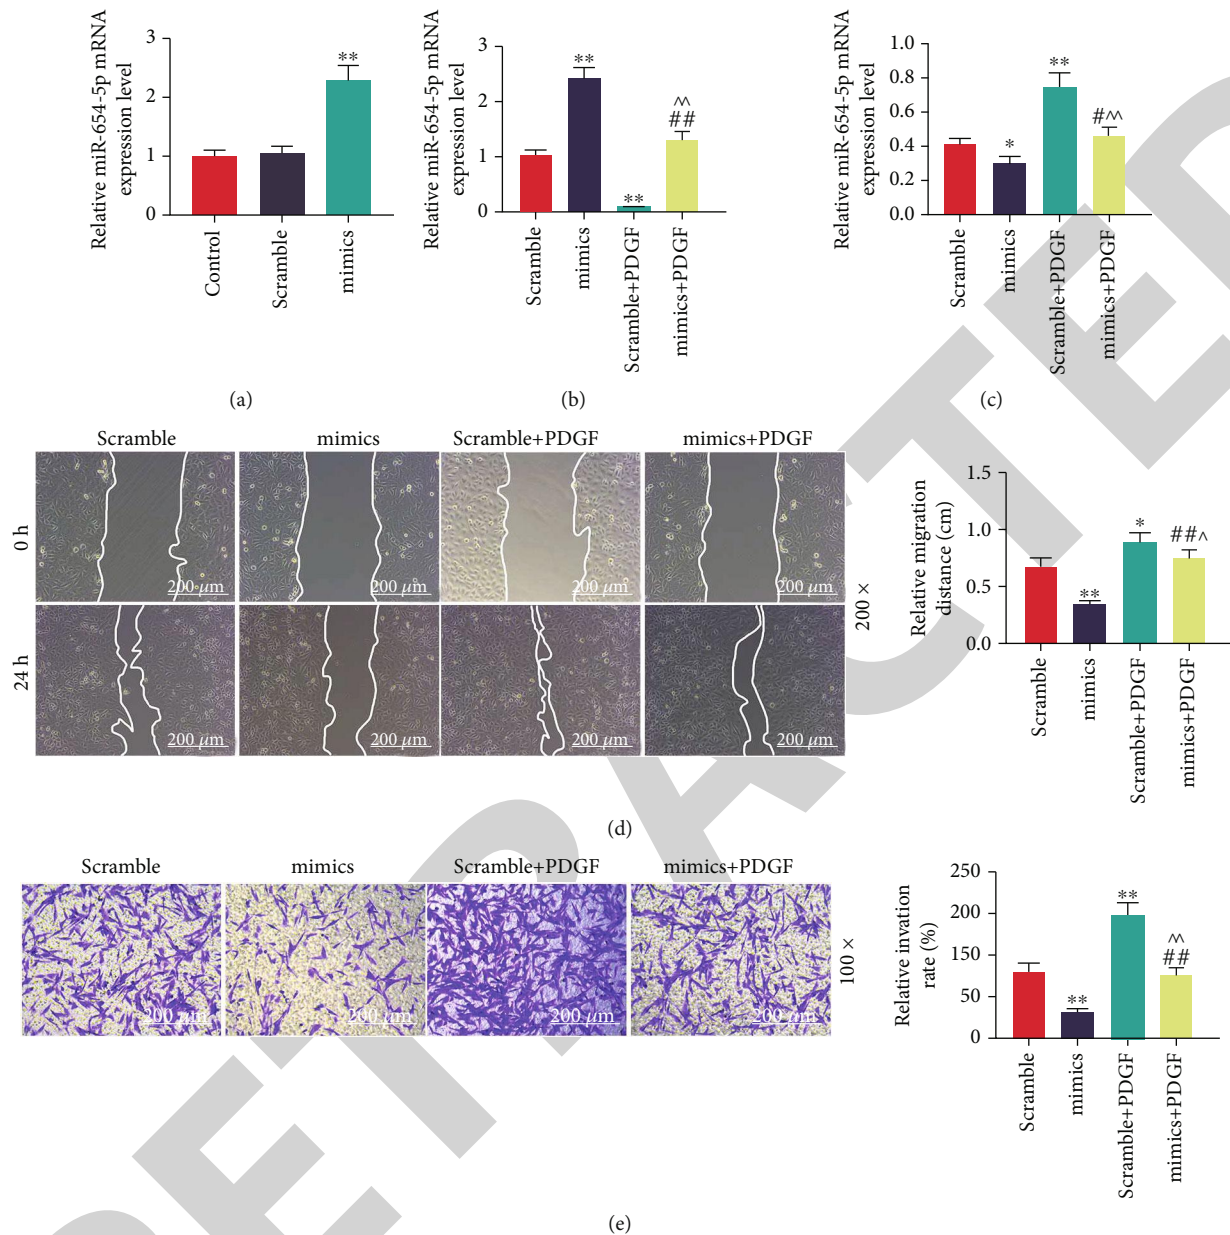 Relative miR-654-5p mRNA
expression level
3
2
1
0
**
Control
Scramble
mimics
(a)
Relative miR-654-5p mRNA
expression level
3
2
1
0
**
**
^^
##
Scramble
mimics
Scramble+PDGF
mimics+PDGF
(b)
Relative miR-654-5p mRNA
expression level
1.0
0.8
0.6
0.4
0.2
0.0
*
**
#^^
Scramble
mimics
Scramble+PDGF
mimics+PDGF
(c)
Scramble mimics Scramble+PDGF mimics+PDGF
0 h
200 μm 200 μm 200 μm 200 μm
24 h
200 μm 200 μm 200 μm 200 μm
200 ×
Relative migration
distance (cm)
1.5
1.0
0.5
0.0
**
*
##^
Scramble
mimics
Scramble+PDGF
mimics+PDGF
(d)
Scramble mimics Scramble+PDGF mimics+PDGF
200 μm 200 μm 200 μm 200 μm
100 ×
Relative invation
rate (%)
250
200
150
100
50
0
**
**
^^
##
Scramble
mimics
Scramble+PDGF
mimics+PDGF
(e)
RETRACTED